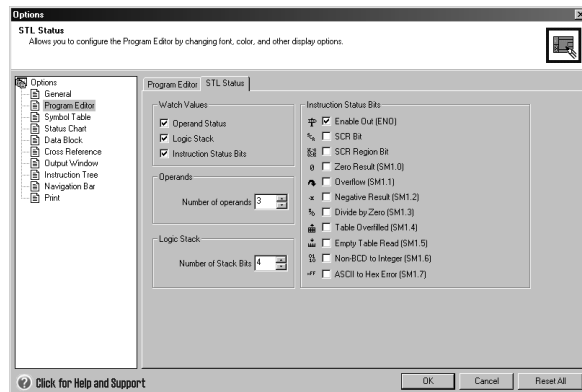 Options
STL Status
Allows you to configure the Program Editor by changing font, color, and other display options.
Options
General
Program Editor
Symbol Table
Status Chart
Data Block
Cross Reference
Output Window
Instruction Tree
Navigation Bar
Print
Program Editor
STL Status
Watch Values
Operand Status
Logic Stack
Instruction Status Bits
Operands
Number of operands 3
Logic Stack
Number of Stack Bits 4
Instruction Status Bits
Enable Out (ENO)
SCR Bit
SCR Region Bit
Zero Result (SM1.0)
Overflow (SM1.1)
Negative Result (SM1.2)
Divide by Zero (SM1.3)
Table Overfilled (SM1.4)
Empty Table Read (SM1.5)
Non-BCD to Integer (SM1.6)
ASCII to Hex Error (SM1.7)
Click for Help and Support
OK
Cancel
Reset All